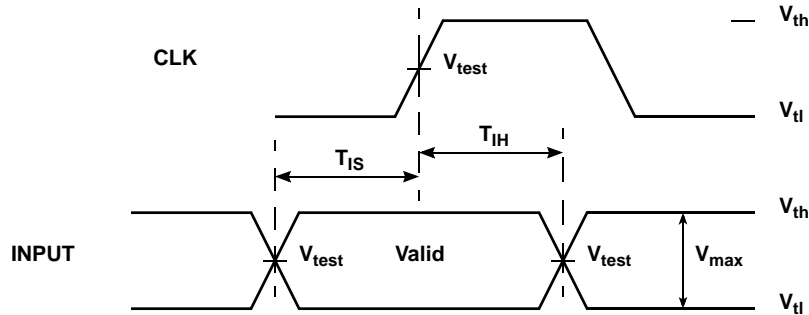 V_th
CLK
V_test
V_tl
T_IH
T_IS
V_th
INPUT
V_test
Valid
V_test
V_max
V_tl